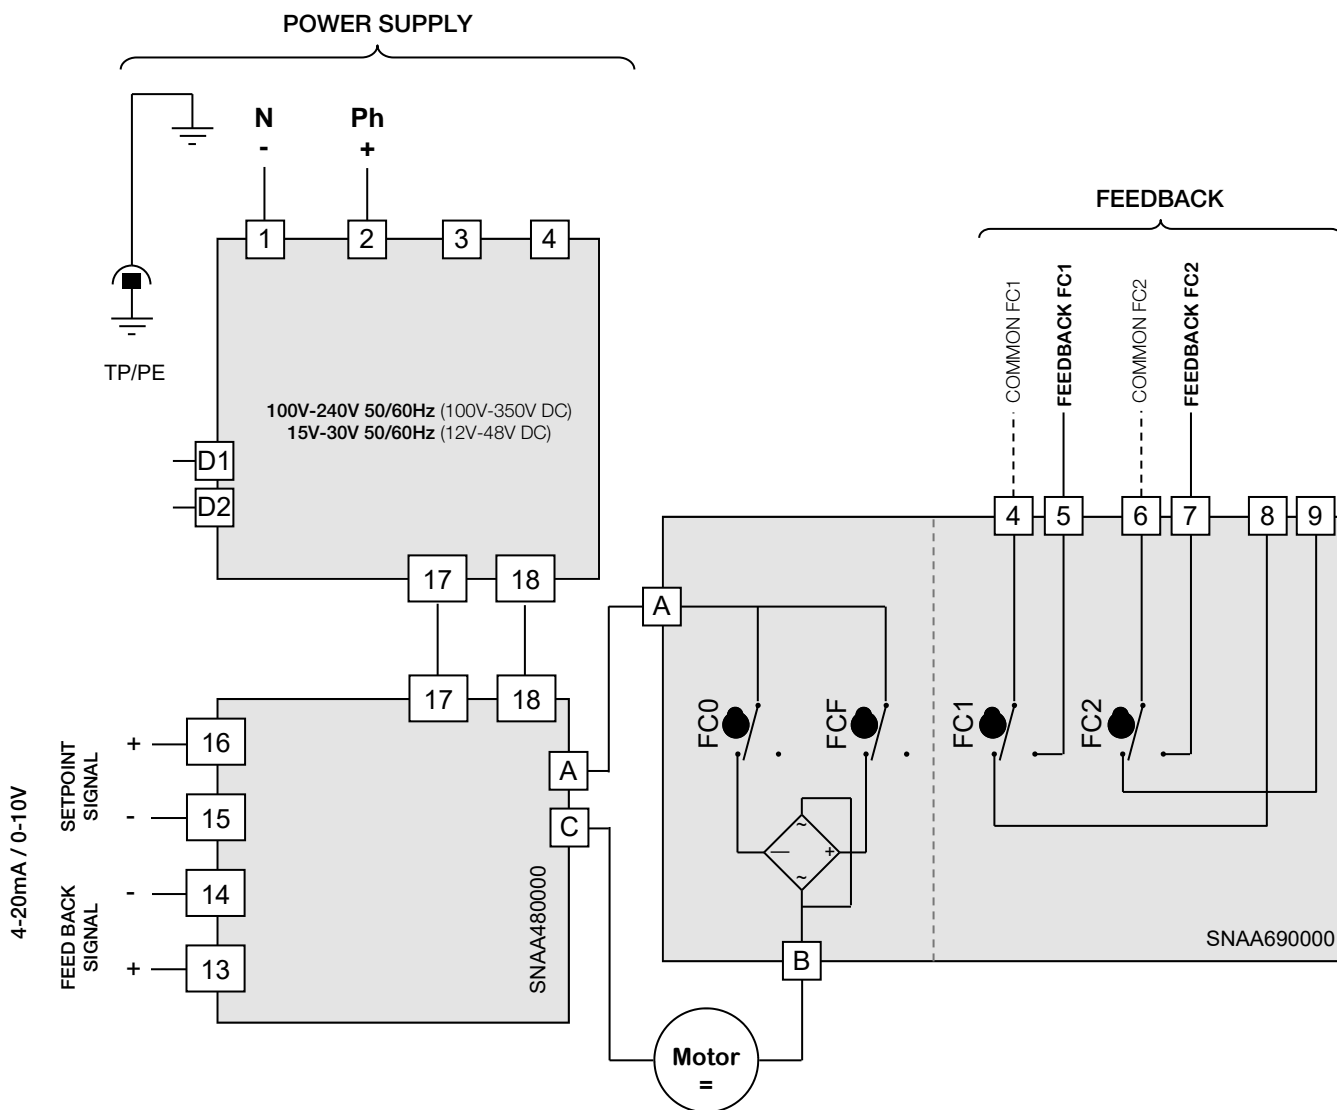 POWER SUPPLY
N
-
Ph
+
1
2
3
4
TP/PE
100V-240V 50/60Hz (100V-350V DC)
15V-30V 50/60Hz (12V-48V DC)
D1
D2
17
18
17
18
4-20mA / 0-10V
SETPOINT
SIGNAL
+
16
-
15
FEED BACK
SIGNAL
-
14
+
13
A
C
SNAA480000
FEEDBACK
COMMON FC1
FEEDBACK FC1
COMMON FC2
FEEDBACK FC2
4
5
6
7
8
9
A
FC0
FCF
FC1
FC2
~
—
+
~
B
SNAA690000
Motor
=